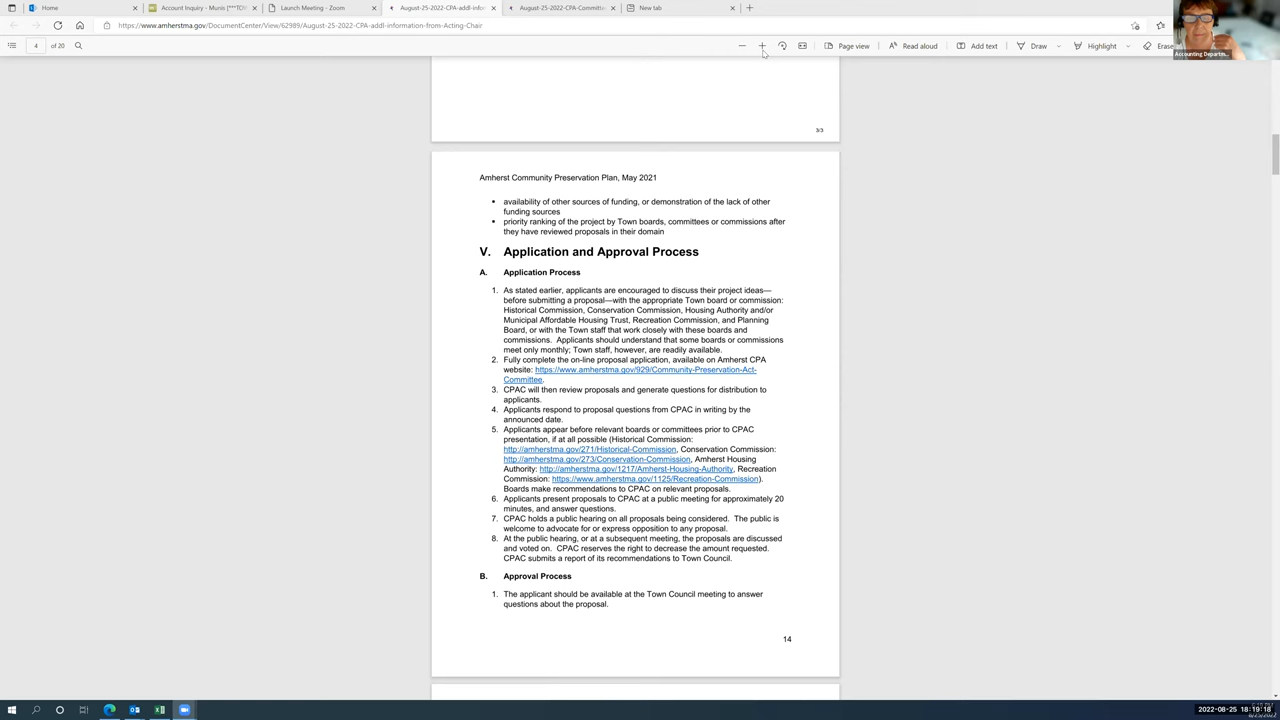 Home
Account Inquiry - Munis [***TDY
Launch Meeting - Zoom
August-25-2022-CPA-addl-infor
August-25-2022-CPA-Committe
New tab
https://www.amherstma.gov/DocumentCenter/View/62989/August-25-2022-CPA-addl-information-from-Acting-Chair
4 of 20
Page view
Read aloud
Add text
Draw
Highlight
Erase
Accounting Departm...
3/3
Amherst Community Preservation Plan, May 2021
▪ availability of other sources of funding, or demonstration of the lack of other
funding sources
▪ priority ranking of the project by Town boards, committees or commissions after
they have reviewed proposals in their domain
V. Application and Approval Process
A. Application Process
1. As stated earlier, applicants are encouraged to discuss their project ideas—
before submitting a proposal—with the appropriate Town board or commission:
Historical Commission, Conservation Commission, Housing Authority and/or
Municipal Affordable Housing Trust, Recreation Commission, and Planning
Board, or with the Town staff that work closely with these boards and
commissions. Applicants should understand that some boards or commissions
meet only monthly; Town staff, however, are readily available.
2. Fully complete the on-line proposal application, available on Amherst CPA
website: https://www.amherstma.gov/929/Community-Preservation-Act-
Committee.
3. CPAC will then review proposals and generate questions for distribution to
applicants.
4. Applicants respond to proposal questions from CPAC in writing by the
announced date.
5. Applicants appear before relevant boards or committees prior to CPAC
presentation, if at all possible (Historical Commission:
http://amherstma.gov/271/Historical-Commission, Conservation Commission:
http://amherstma.gov/273/Conservation-Commission, Amherst Housing
Authority: http://amherstma.gov/1217/Amherst-Housing-Authority, Recreation
Commission: https://www.amherstma.gov/1125/Recreation-Commission).
Boards make recommendations to CPAC on relevant proposals.
6. Applicants present proposals to CPAC at a public meeting for approximately 20
minutes, and answer questions.
7. CPAC holds a public hearing on all proposals being considered. The public is
welcome to advocate for or express opposition to any proposal.
8. At the public hearing, or at a subsequent meeting, the proposals are discussed
and voted on. CPAC reserves the right to decrease the amount requested.
CPAC submits a report of its recommendations to Town Council.
B. Approval Process
1. The applicant should be available at the Town Council meeting to answer
questions about the proposal.
14
2022-08-25 18:19:18